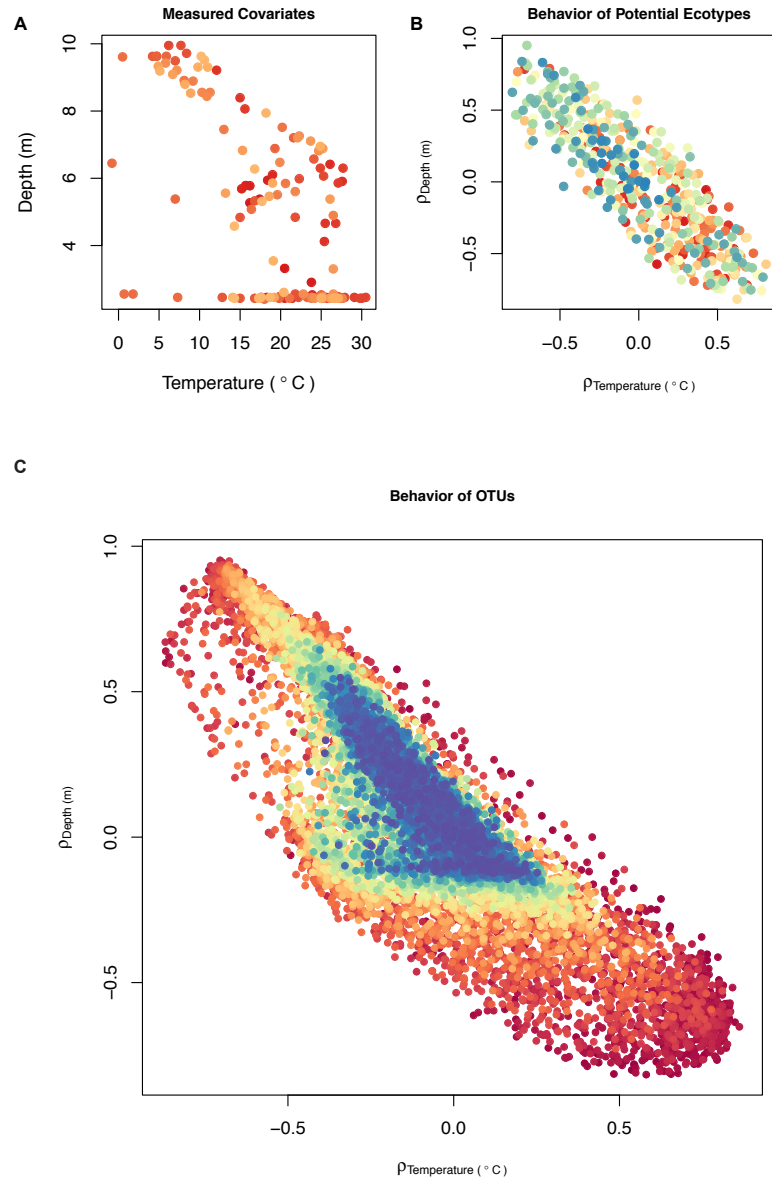 A
Measured Covariates
10
8
6
4
Depth (m)
0 5 10 15 20 25 30
Temperature ( ° C )
B
Behavior of Potential Ecotypes
1.0
0.5
0.0
−0.5
ρDepth (m)
−0.5 0.0 0.5
ρTemperature ( ° C )
C
Behavior of OTUs
1.0
0.5
0.0
−0.5
ρDepth (m)
−0.5 0.0 0.5
ρTemperature ( ° C )